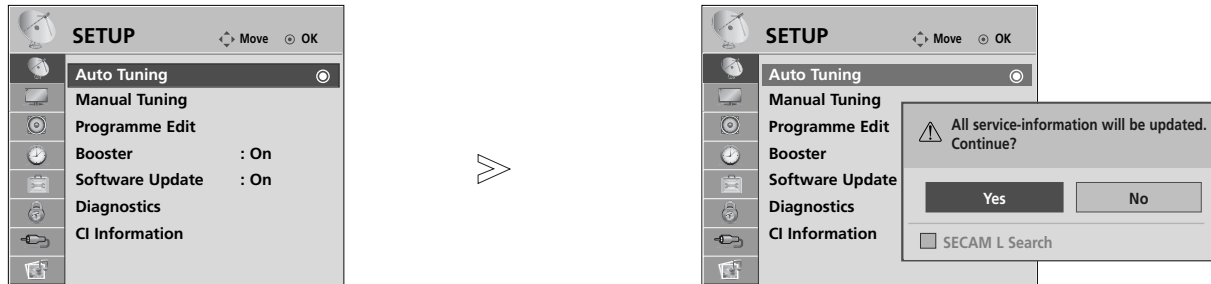 SETUP Move OK
Auto Tuning
Manual Tuning
Programme Edit
Booster : On
Software Update : On
Diagnostics
CI Information
SETUP Move OK
Auto Tuning
Manual Tuning
Programme Edit
Booster
Software Update
Diagnostics
CI Information
All service-information will be updated.
Continue?
Yes No
SECAM L Search